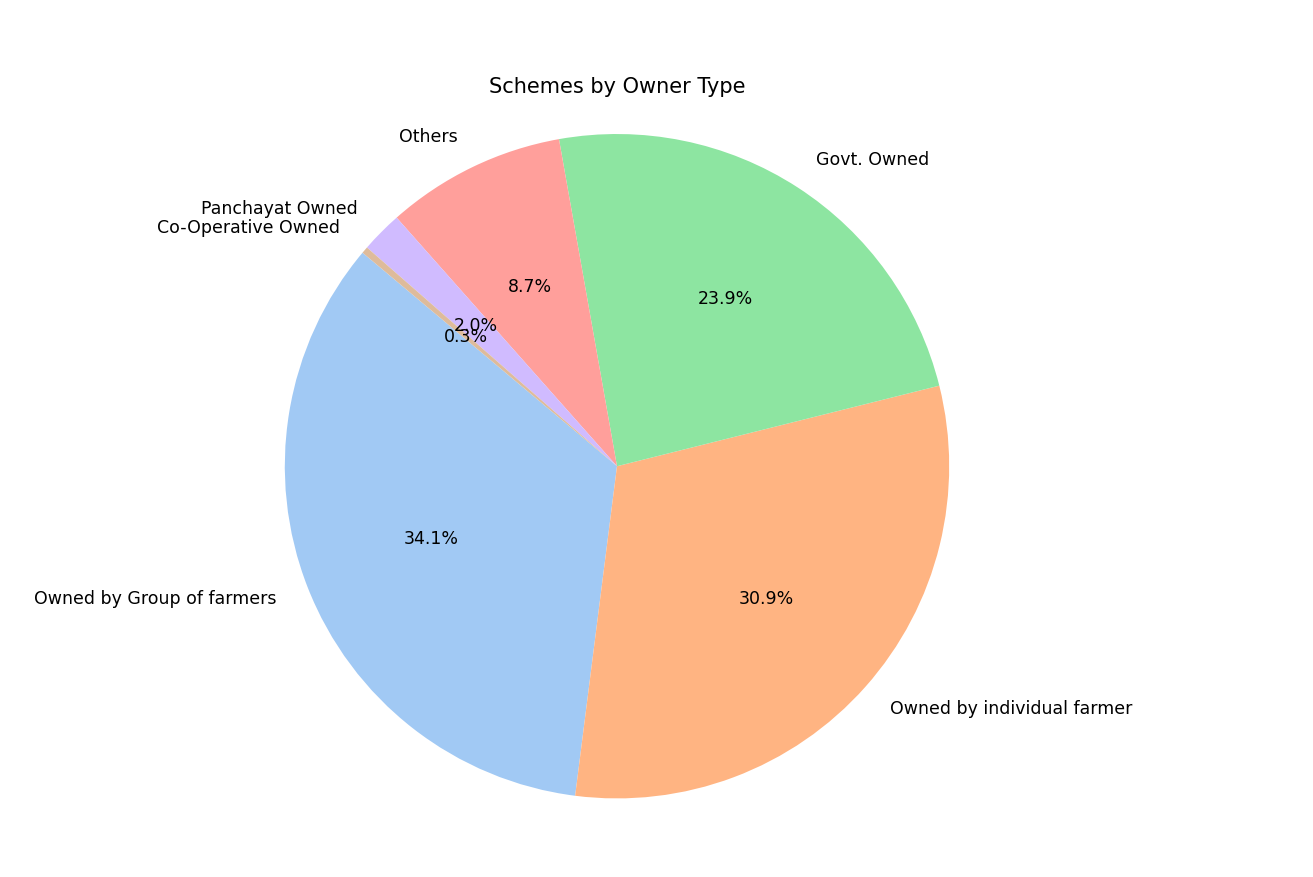 Schemes by Owner Type
Others
Govt. Owned
Panchayat Owned
Co-Operative Owned
8.7%
23.9%
2.0%
0.3%
34.1%
30.9%
Owned by Group of farmers
Owned by individual farmer